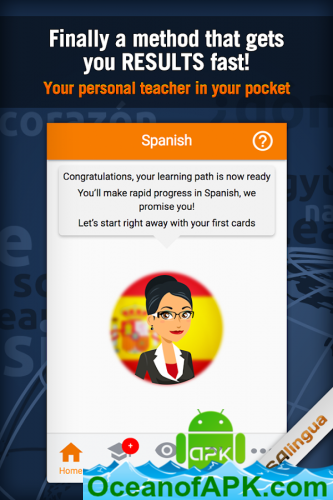 Finally a method that gets
you RESULTS fast!
Your personal teacher in your pocket
corazón
Spanish
?
Congratulations, your learning path is now ready
You'll make rapid progress in Spanish, we
promise you!
Let's start right away with your first cards
+
Home
APK
OceanofAPK.com